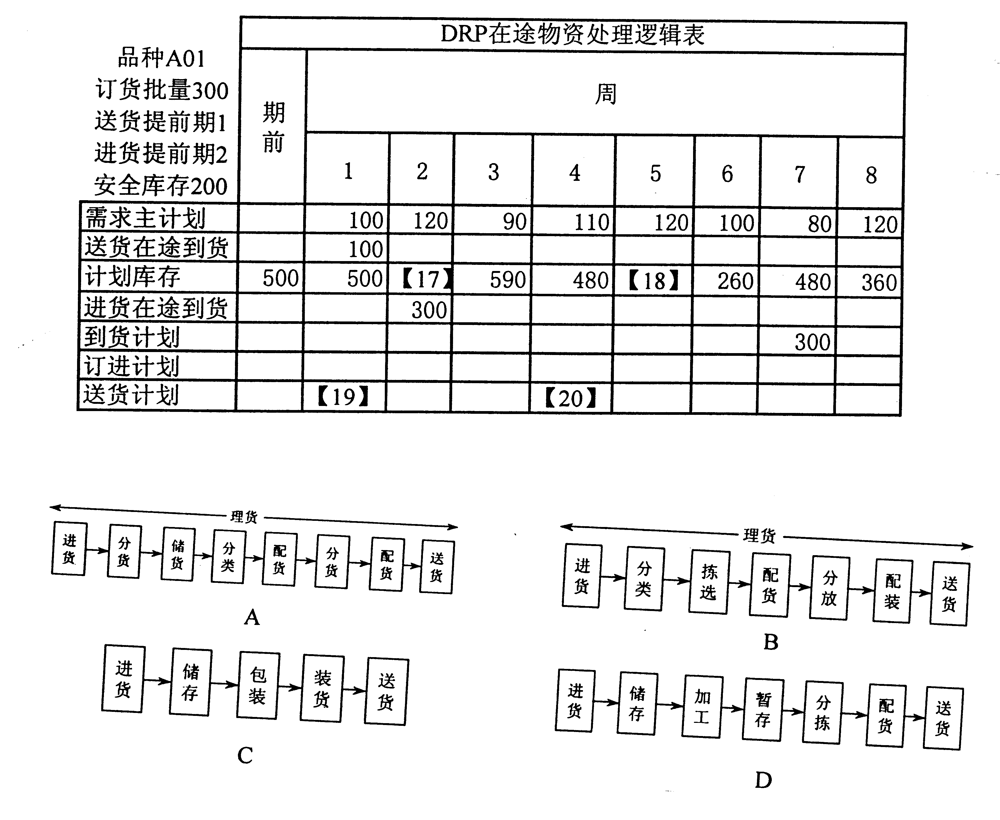 DRP在途物资处理逻辑表
品种A01
订货批量300
送货提前期1
进货提前期2
安全库存200
期前
周
1 2 3 4 5 6 7 8
需求主计划 100 120 90 110 120 100 80 120
送货在途到货 100
计划库存 500 500 【17】 590 480 【18】 260 480 360
进货在途到货 300
到货计划 300
订进计划
送货计划 【19】 【20】
理货
进货 分货 储货 分类 配货 分货 配货 送货
A
理货
进货 分类 拣选 配货 分放 配装 送货
B
进货 储存 包装 装货 送货
C
进货 储存 加工 暂存 分拣 配货 送货
D